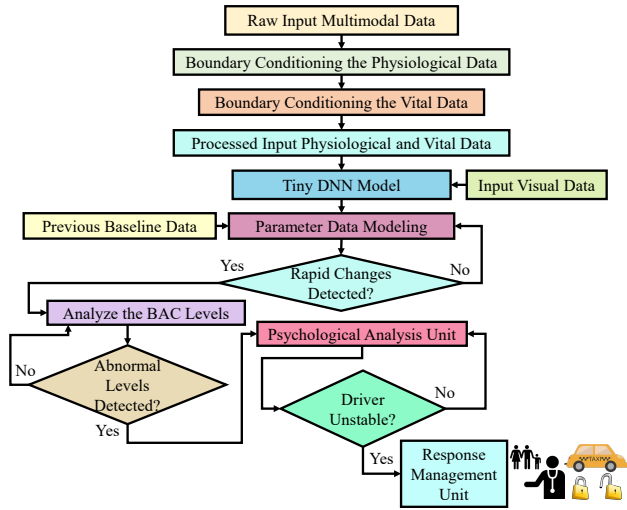 Raw Input Multimodal Data
Boundary Conditioning the Physiological Data
Boundary Conditioning the Vital Data
Processed Input Physiological and Vital Data
Tiny DNN Model
Input Visual Data
Previous Baseline Data
Parameter Data Modeling
Yes
Rapid Changes
Detected?
No
Analyze the BAC Levels
Psychological Analysis Unit
No
Abnormal
Levels
Detected?
Yes
Driver
Unstable?
No
Yes
Response
Management
Unit
TAXI